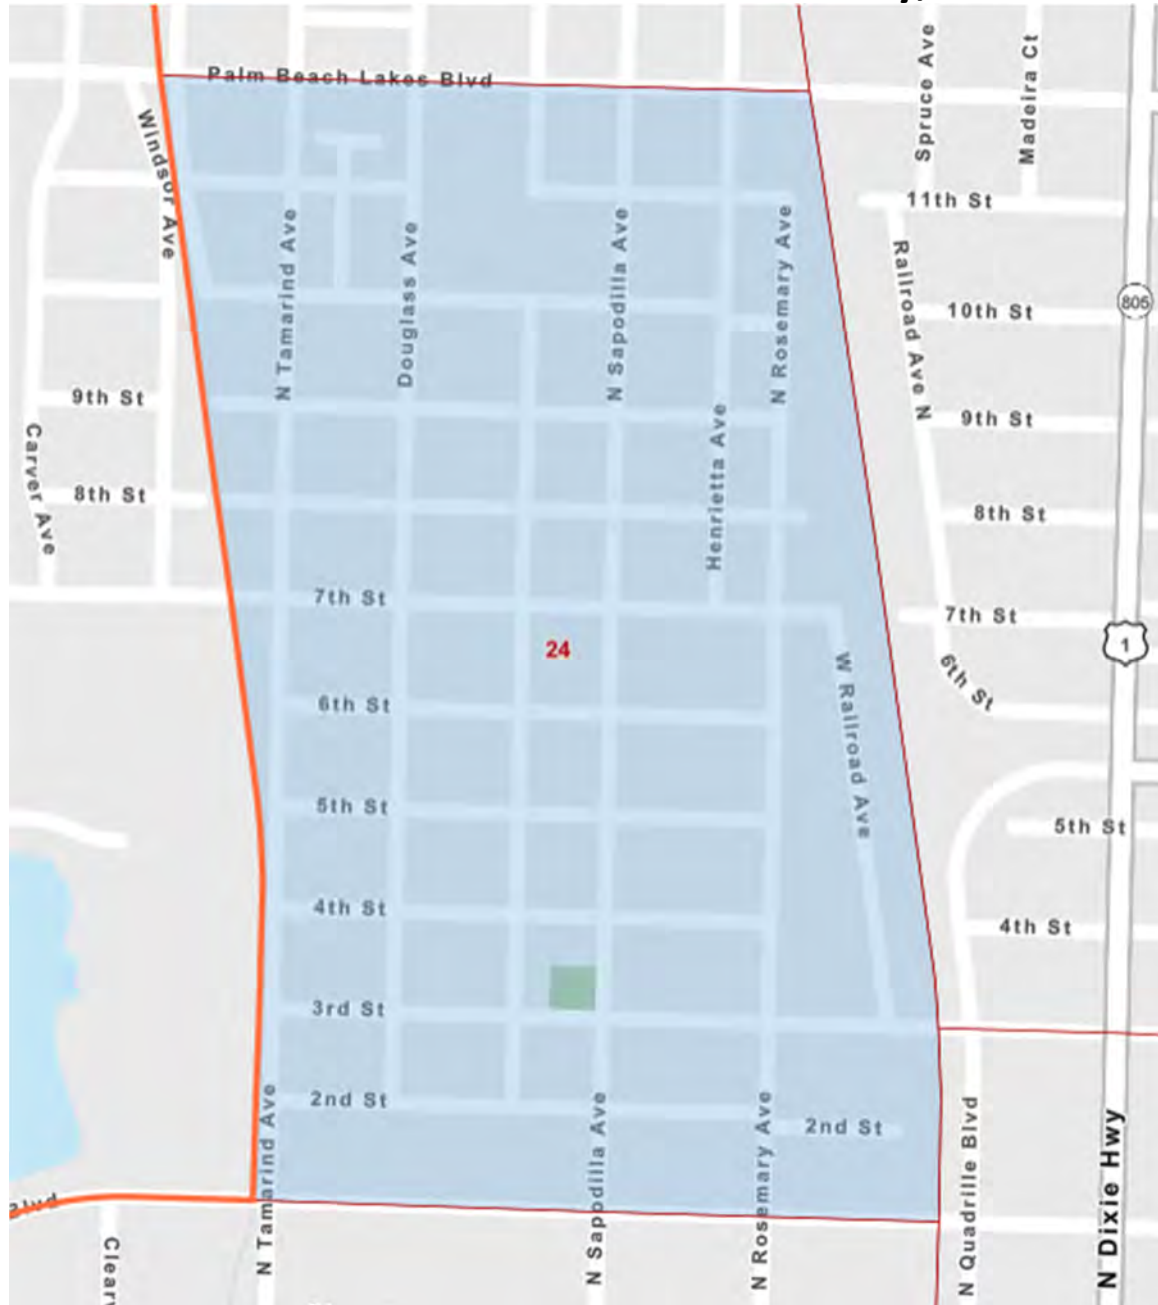 Palm Beach Lakes Blvd
Spruce Ave
Madeira Ct
Windsor Ave
11th St
N Tamarind Ave
Douglass Ave
N Sapodilla Ave
N Rosemary Ave
Railroad Ave N
10th St
805
9th St
9th St
Carver Ave
Henrietta Ave
8th St
8th St
7th St
7th St
1
24
6th St
W Railroad Ave
6th St
5th St
5th St
4th St
4th St
3rd St
2nd St
2nd St
N Tamarind Ave
N Sapodilla Ave
N Rosemary Ave
N Quadrille Blvd
N Dixie Hwy
Blvd